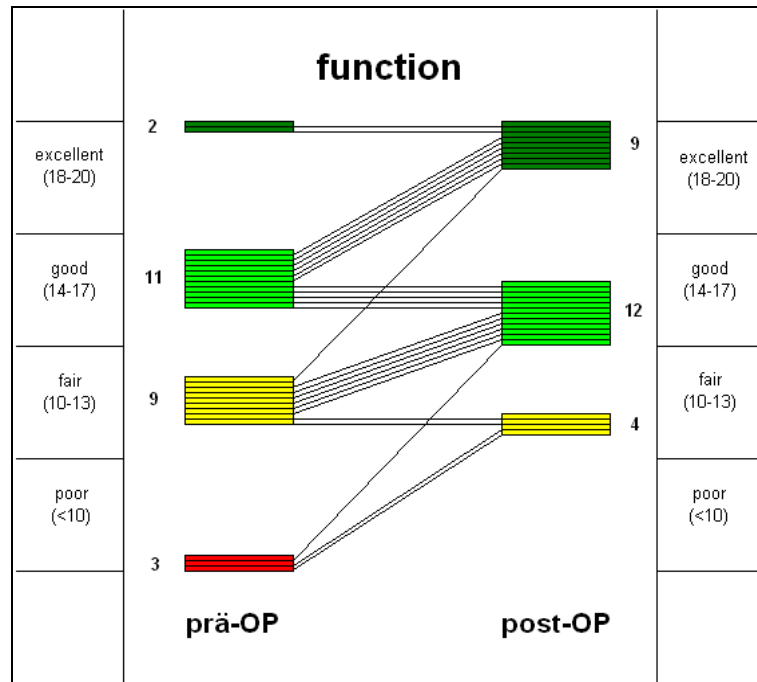 function
2
9
excellent
(18-20)
excellent
(18-20)
11
good
(14-17)
good
(14-17)
12
9
fair
(10-13)
fair
(10-13)
4
poor
(<10)
poor
(<10)
3
prä-OP
post-OP